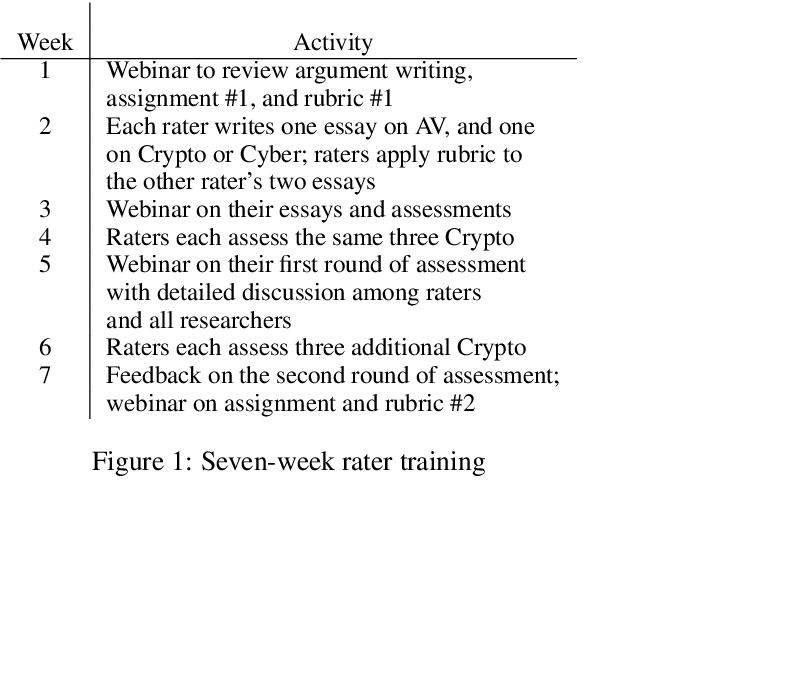 Week Activity
1 Webinar to review argument writing,
assignment #1, and rubric #1
2 Each rater writes one essay on AV, and one
on Crypto or Cyber; raters apply rubric to
the other rater's two essays
3 Webinar on their essays and assessments
4 Raters each assess the same three Crypto
5 Webinar on their first round of assessment
with detailed discussion among raters
and all researchers
6 Raters each assess three additional Crypto
7 Feedback on the second round of assessment;
webinar on assignment and rubric #2
Figure 1: Seven-week rater training